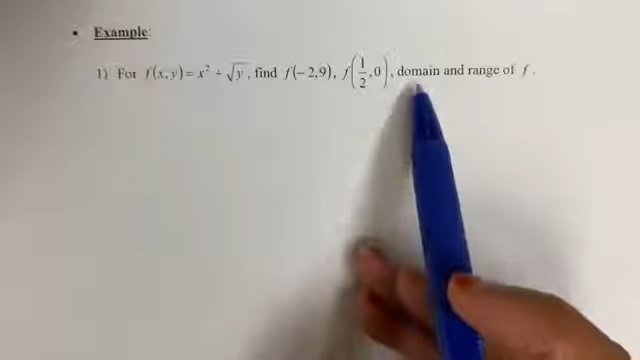 • Example:
1) For f(x, y) = x² + √y, find f(−2, 9), f(1/2, 0), domain and range of f.